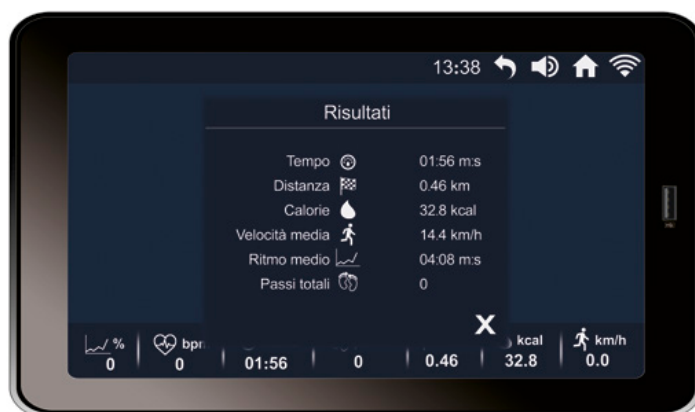 13:38
Risultati
Tempo 01:56 m:s
Distanza 0.46 km
Calorie 32.8 kcal
Velocità media 14.4 km/h
Ritmo medio 04:08 m:s
Passi totali 0
X
% bpm kcal km/h
0 0 01:56 0 0.46 32.8 0.0